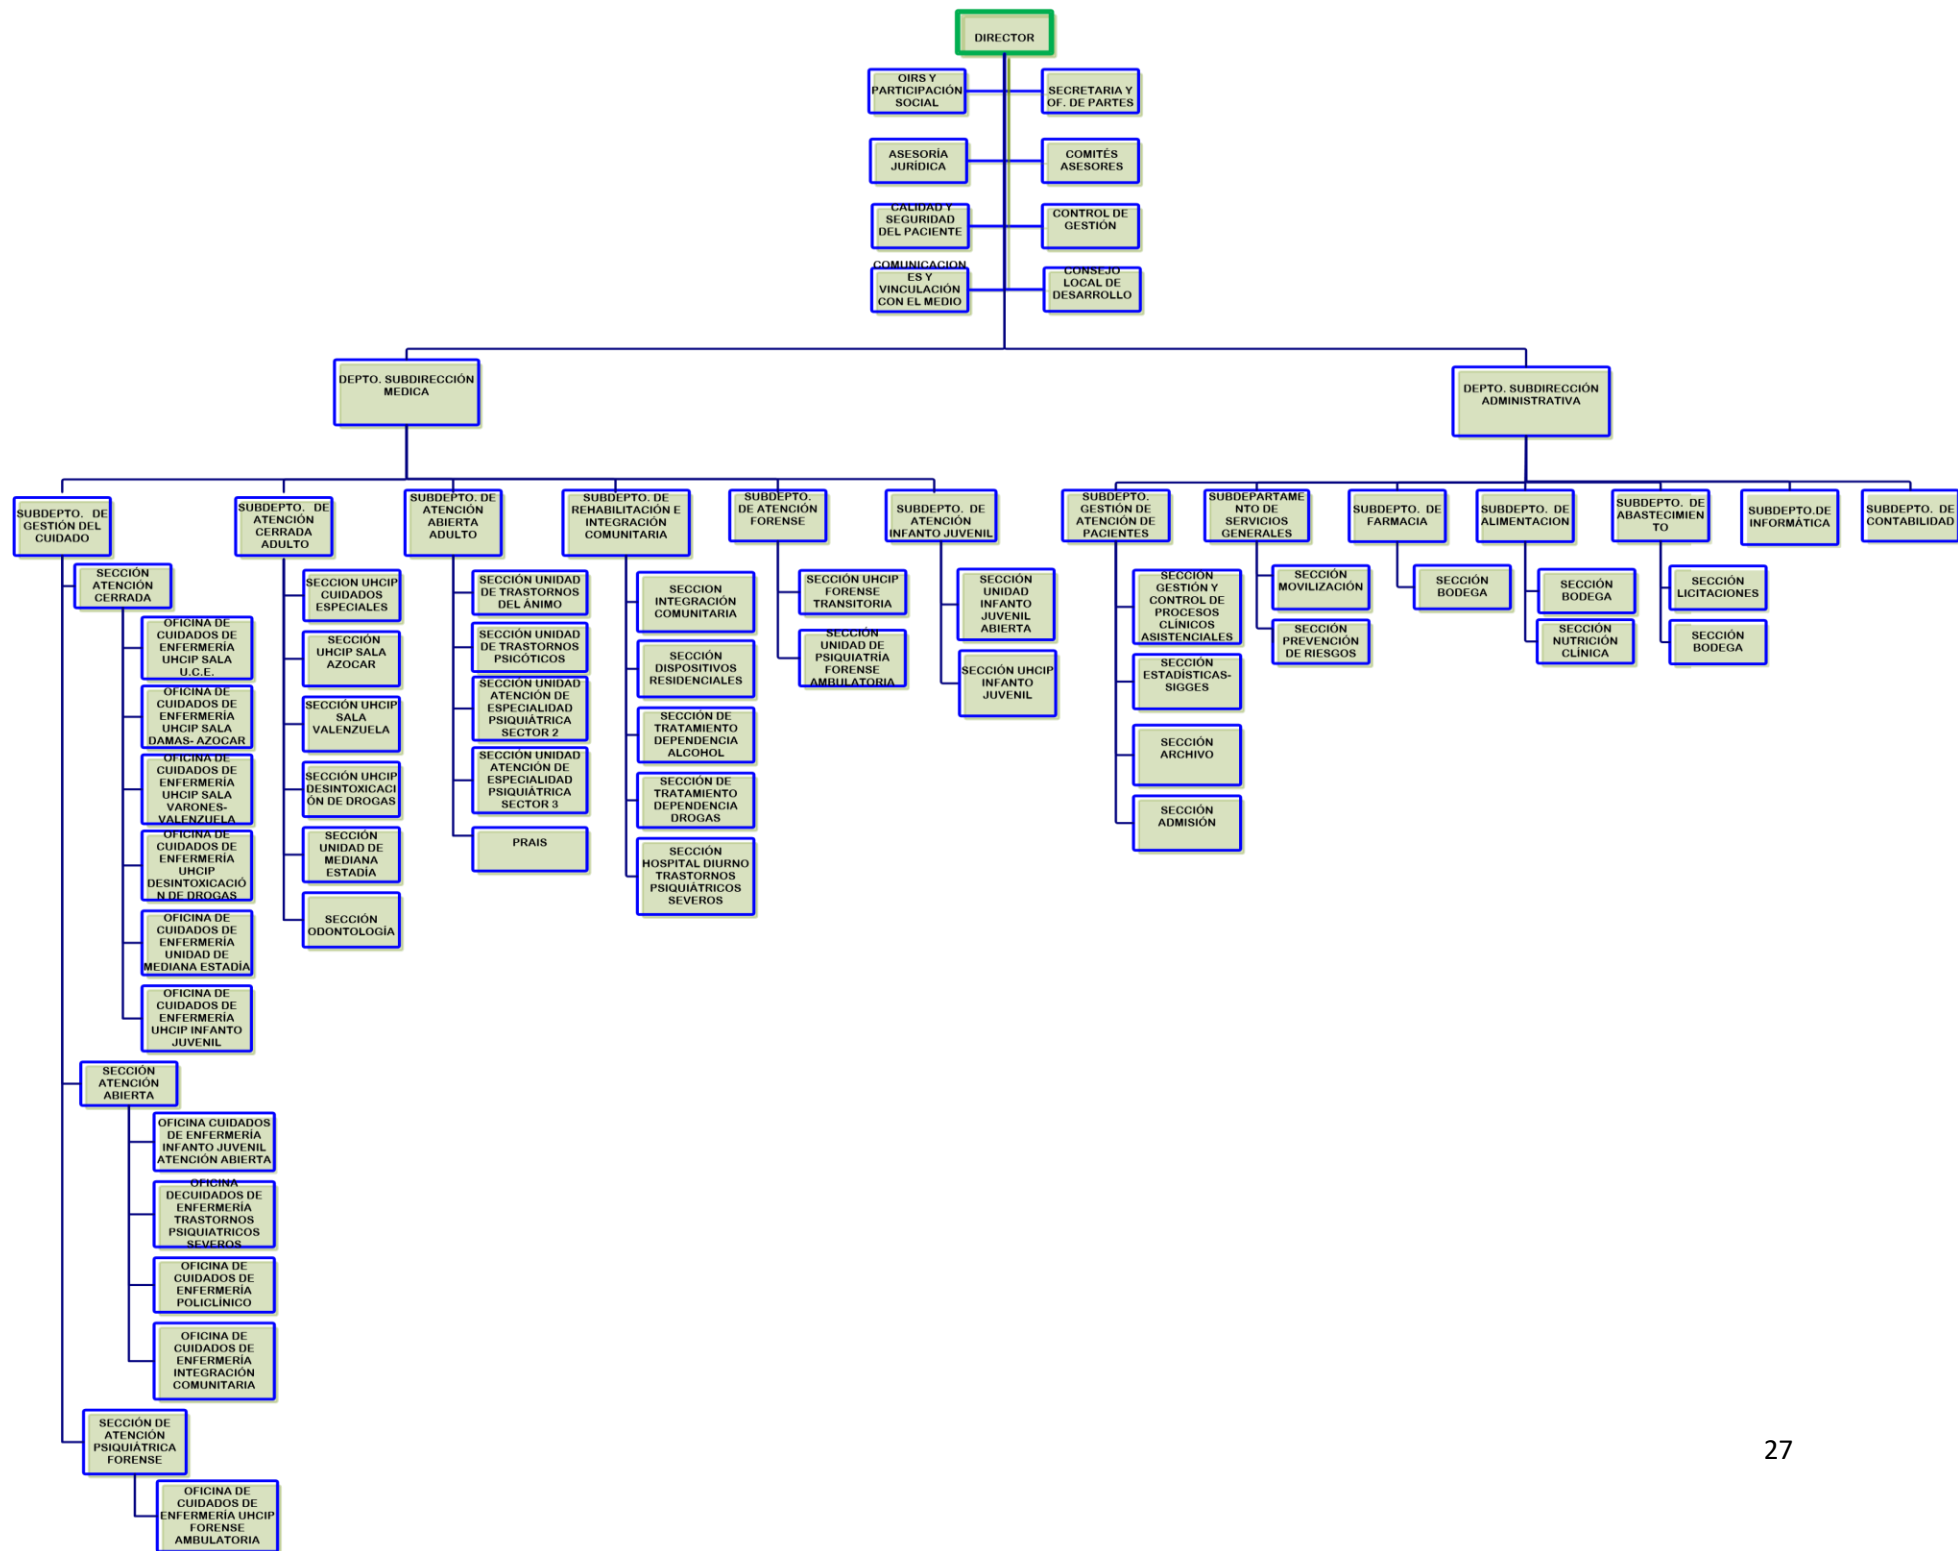 DIRECTOR
OIRS Y
PARTICIPACIÓN
SOCIAL
SECRETARIA Y
OF. DE PARTES
ASESORÍA
JURÍDICA
COMITÉS
ASESORES
CALIDAD Y
SEGURIDAD
DEL PACIENTE
CONTROL DE
GESTIÓN
COMUNICACION
ES Y
VINCULACIÓN
CON EL MEDIO
CONSEJO
LOCAL DE
DESARROLLO
DEPTO. SUBDIRECCIÓN
MEDICA
DEPTO. SUBDIRECCIÓN
ADMINISTRATIVA
SUBDEPTO. DE
GESTIÓN DEL
CUIDADO
SUBDEPTO. DE
ATENCIÓN
CERRADA
ADULTO
SUBDEPTO. DE
ATENCIÓN
ABIERTA
ADULTO
SUBDEPTO. DE
REHABILITACIÓN E
INTEGRACIÓN
COMUNITARIA
SUBDEPTO.
DE ATENCIÓN
FORENSE
SUBDEPTO. DE
ATENCIÓN
INFANTO JUVENIL
SUBDEPTO.
GESTIÓN DE
ATENCIÓN DE
PACIENTES
SUBDEPARTAME
NTO DE
SERVICIOS
GENERALES
SUBDEPTO. DE
FARMACIA
SUBDEPTO. DE
ALIMENTACION
SUBDEPTO. DE
ABASTECIMIEN
TO
SUBDEPTO.DE
INFORMÁTICA
SUBDEPTO. DE
CONTABILIDAD
SECCIÓN
ATENCIÓN
CERRADA
OFICINA DE
CUIDADOS DE
ENFERMERÍA
UHCIP SALA
U.C.E.
OFICINA DE
CUIDADOS DE
ENFERMERÍA
UHCIP SALA
DAMAS- AZOCAR
OFICINA DE
CUIDADOS DE
ENFERMERÍA
UHCIP SALA
VARONES-
VALENZUELA
OFICINA DE
CUIDADOS DE
ENFERMERÍA
UHCIP
DESINTOXICACIÓ
N DE DROGAS
OFICINA DE
CUIDADOS DE
ENFERMERÍA
UNIDAD DE
MEDIANA ESTADÍA
OFICINA DE
CUIDADOS DE
ENFERMERÍA
UHCIP INFANTO
JUVENIL
SECCIÓN
ATENCIÓN
ABIERTA
OFICINA CUIDADOS
DE ENFERMERÍA
INFANTO JUVENIL
ATENCIÓN ABIERTA
OFICINA
DECUIDADOS DE
ENFERMERÍA
TRASTORNOS
PSIQUIATRICOS
SEVEROS
OFICINA DE
CUIDADOS DE
ENFERMERÍA
POLICLÍNICO
OFICINA DE
CUIDADOS DE
ENFERMERÍA
INTEGRACIÓN
COMUNITARIA
SECCIÓN DE
ATENCIÓN
PSIQUIÁTRICA
FORENSE
OFICINA DE
CUIDADOS DE
ENFERMERÍA UHCIP
FORENSE
AMBULATORIA
SECCION UHCIP
CUIDADOS
ESPECIALES
SECCIÓN
UHCIP SALA
AZOCAR
SECCIÓN UHCIP
SALA
VALENZUELA
SECCIÓN UHCIP
DESINTOXICACI
ÓN DE DROGAS
SECCIÓN
UNIDAD DE
MEDIANA
ESTADÍA
SECCIÓN
ODONTOLOGÍA
SECCIÓN UNIDAD
DE TRASTORNOS
DEL ÁNIMO
SECCIÓN UNIDAD
DE TRASTORNOS
PSICÓTICOS
SECCIÓN UNIDAD
ATENCIÓN DE
ESPECIALIDAD
PSIQUIÁTRICA
SECTOR 2
SECCIÓN UNIDAD
ATENCIÓN DE
ESPECIALIDAD
PSIQUIÁTRICA
SECTOR 3
PRAIS
SECCION
INTEGRACIÓN
COMUNITARIA
SECCIÓN
DISPOSITIVOS
RESIDENCIALES
SECCIÓN DE
TRATAMIENTO
DEPENDENCIA
ALCOHOL
SECCIÓN DE
TRATAMIENTO
DEPENDENCIA
DROGAS
SECCIÓN
HOSPITAL DIURNO
TRASTORNOS
PSIQUIÁTRICOS
SEVEROS
SECCIÓN UHCIP
FORENSE
TRANSITORIA
SECCIÓN
UNIDAD DE
PSIQUIATRÍA
FORENSE
AMBULATORIA
SECCIÓN
UNIDAD
INFANTO
JUVENIL
ABIERTA
SECCIÓN UHCIP
INFANTO
JUVENIL
SECCION
GESTIÓN Y
CONTROL DE
PROCESOS
CLÍNICOS
ASISTENCIALES
SECCIÓN
ESTADÍSTICAS-
SIGGES
SECCIÓN
ARCHIVO
SECCIÓN
ADMISIÓN
SECCIÓN
MOVILIZACIÓN
SECCIÓN
PREVENCIÓN
DE RIESGOS
SECCIÓN
BODEGA
SECCIÓN
BODEGA
SECCIÓN
NUTRICIÓN
CLÍNICA
SECCIÓN
LICITACIONES
SECCIÓN
BODEGA
27